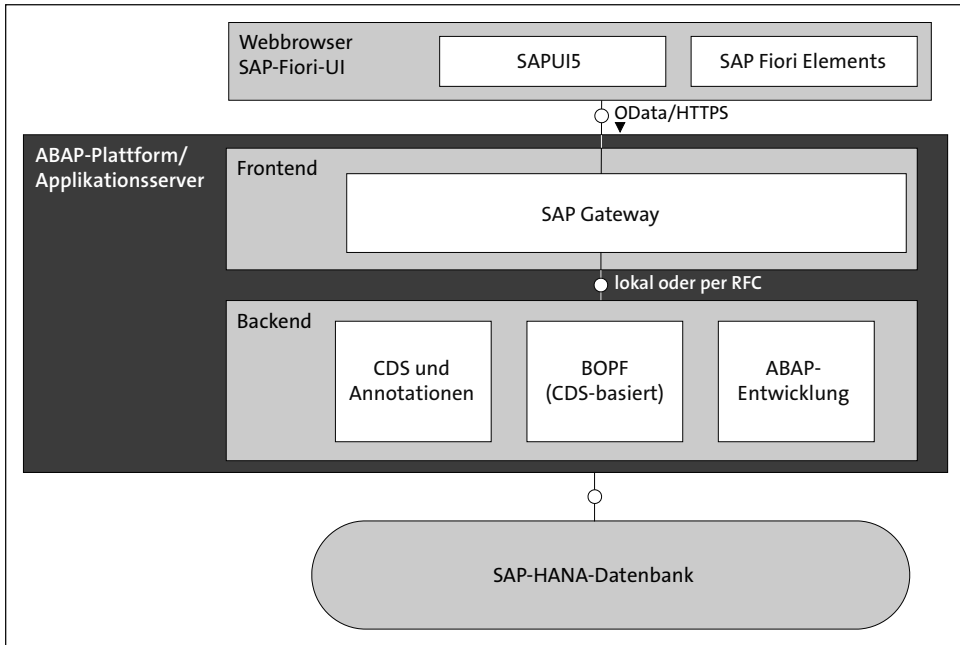 Webbrowser
SAP-Fiori-UI
SAPUI5
SAP Fiori Elements
OData/HTTPS
ABAP-Plattform/
Applikationsserver
Frontend
SAP Gateway
lokal oder per RFC
Backend
CDS und
Annotationen
BOPF
(CDS-basiert)
ABAP-
Entwicklung
SAP-HANA-Datenbank